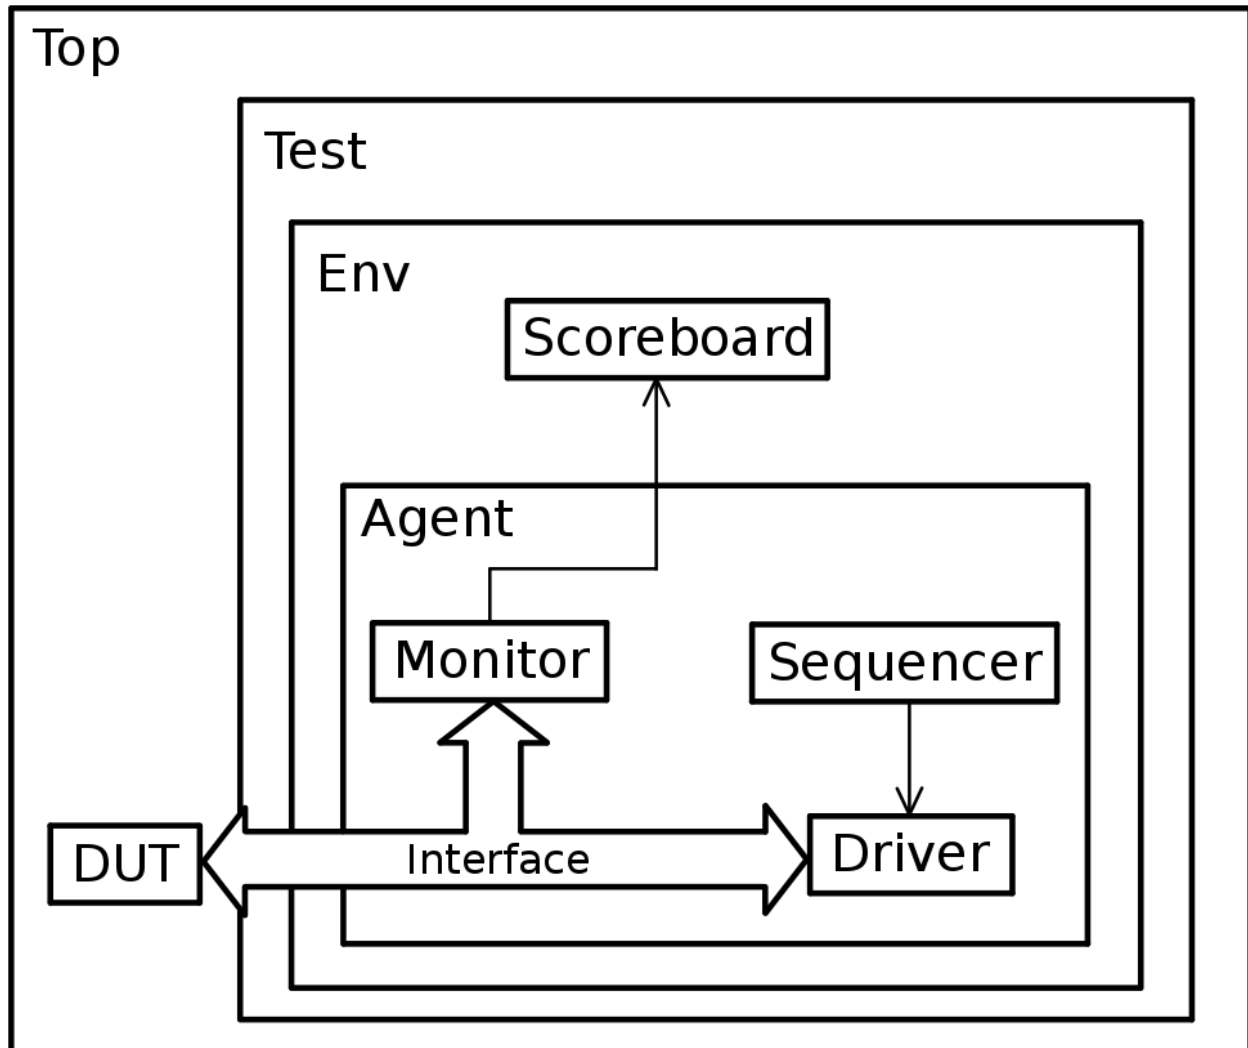 Top
Test
Env
Scoreboard
Agent
Monitor
Sequencer
DUT
Interface
Driver